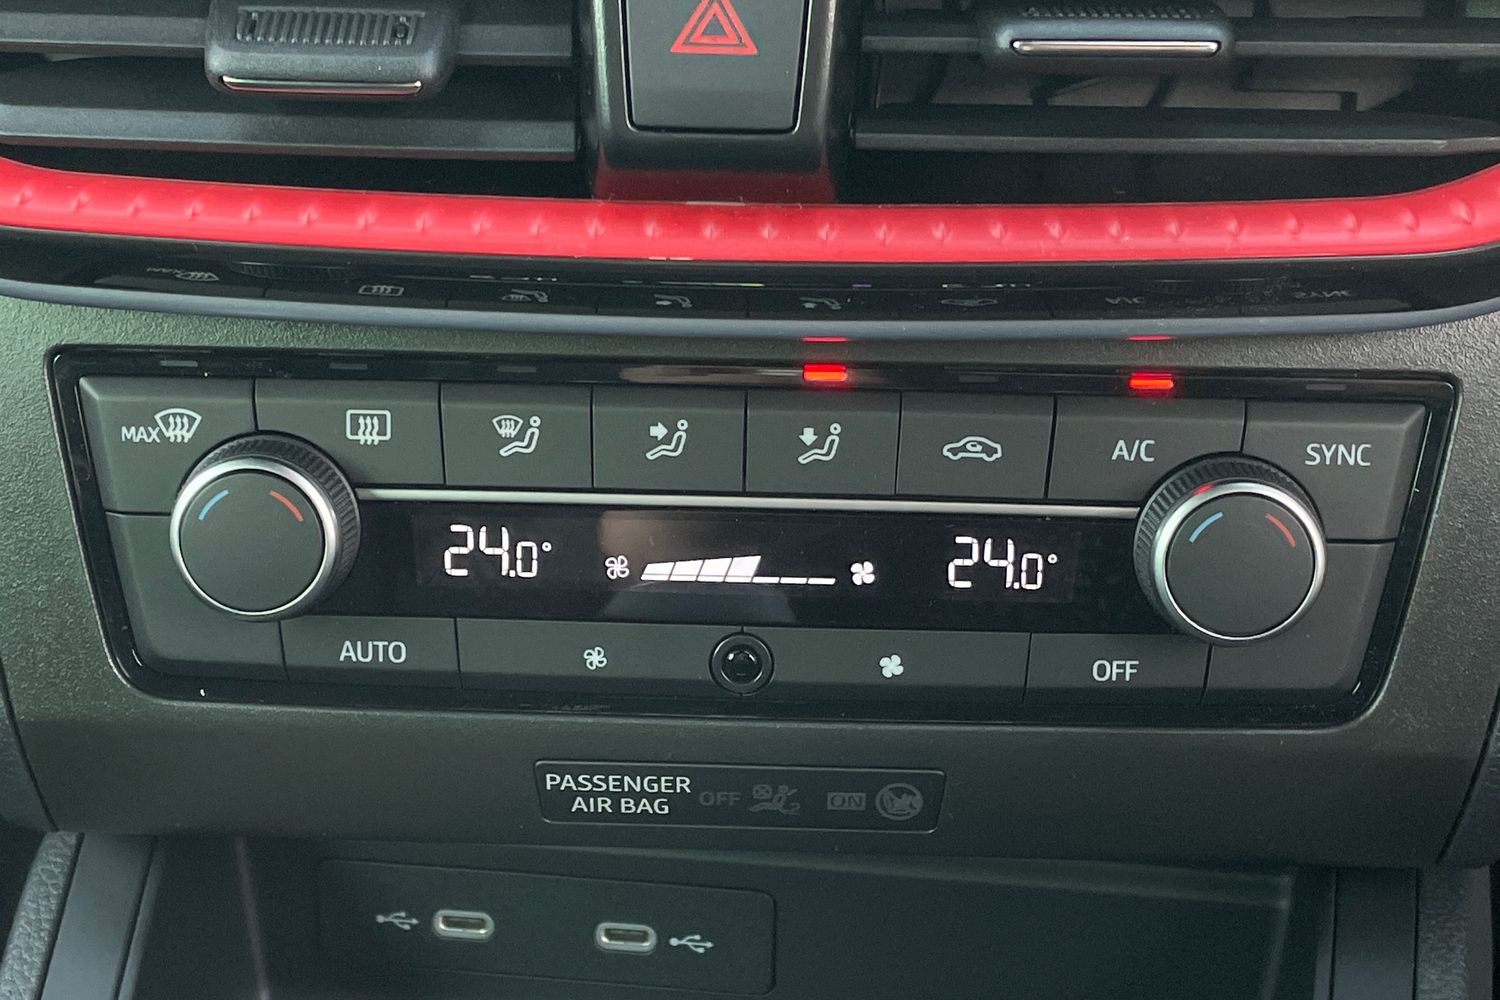 MAX
A/C
SYNC
24.0°
24.0°
AUTO
OFF
PASSENGER
AIR BAG
OFF
ON